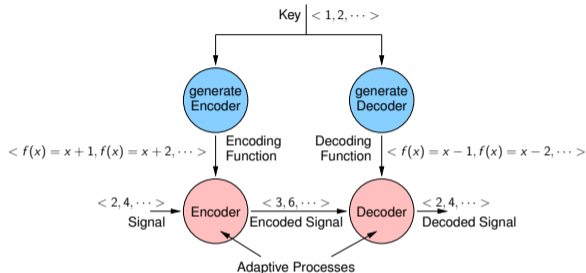 Key < 1, 2, ⋯ >
generate
Encoder
generate
Decoder
Encoding
Function
Decoding
Function
< f(x) = x + 1, f(x) = x + 2, ⋯ >
< f(x) = x − 1, f(x) = x − 2, ⋯ >
< 2, 4, ⋯ >
Signal
Encoder
< 3, 6, ⋯ >
Encoded Signal
Decoder
< 2, 4, ⋯ >
Decoded Signal
Adaptive Processes